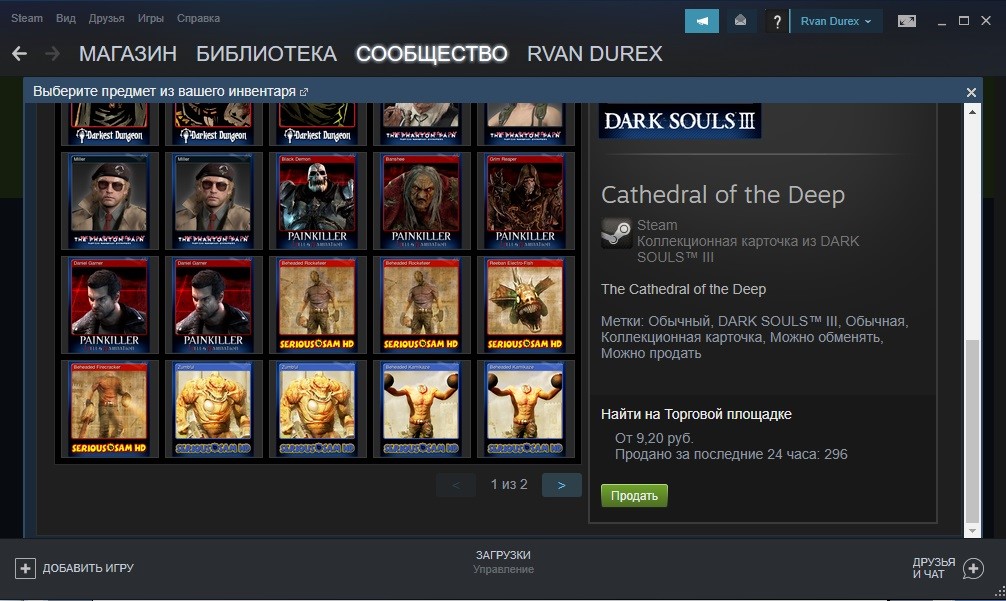 Steam Вид Друзья Игры Справка
? Rvan Durex
МАГАЗИН БИБЛИОТЕКА СООБЩЕСТВО RVAN DUREX
Выберите предмет из вашего инвентаря
Darkest Dungeon Darkest Dungeon Darkest Dungeon THE PHANTOM PAIN THE PHANTOM PAIN
DARK SOULS III
Miller Miller Black Demon Banshee Grim Reaper
THE PHANTOM PAIN THE PHANTOM PAIN PAINKILLER PAINKILLER PAINKILLER
Cathedral of the Deep
Steam
Коллекционная карточка из DARK
SOULS™ III
Daniel Garner Daniel Garner Beheaded Rocketeer Beheaded Rocketeer Reeban Electro-Fish
PAINKILLER PAINKILLER SERIOUS SAM HD SERIOUS SAM HD SERIOUS SAM HD
The Cathedral of the Deep
Метки: Обычный, DARK SOULS™ III, Обычная,
Коллекционная карточка, Можно обменять,
Можно продать
Beheaded Firecracker Zumbul Zumbul Beheaded Kamikaze Beheaded Kamikaze
SERIOUS SAM HD SERIOUS SAM HD SERIOUS SAM HD SERIOUS SAM HD SERIOUS SAM HD
Найти на Торговой площадке
От 9,20 руб.
Продано за последние 24 часа: 296
< 1 из 2 >
Продать
ДОБАВИТЬ ИГРУ
ЗАГРУЗКИ
Управление
ДРУЗЬЯ
И ЧАТ